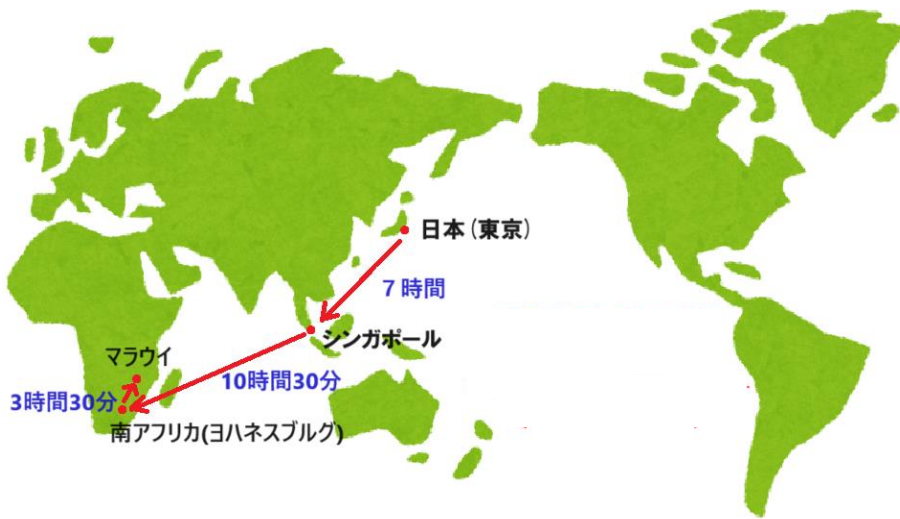 日本(東京)
7時間
シンガポール
マラウイ
10時間30分
3時間30分
南アフリカ(ヨハネスブルグ)